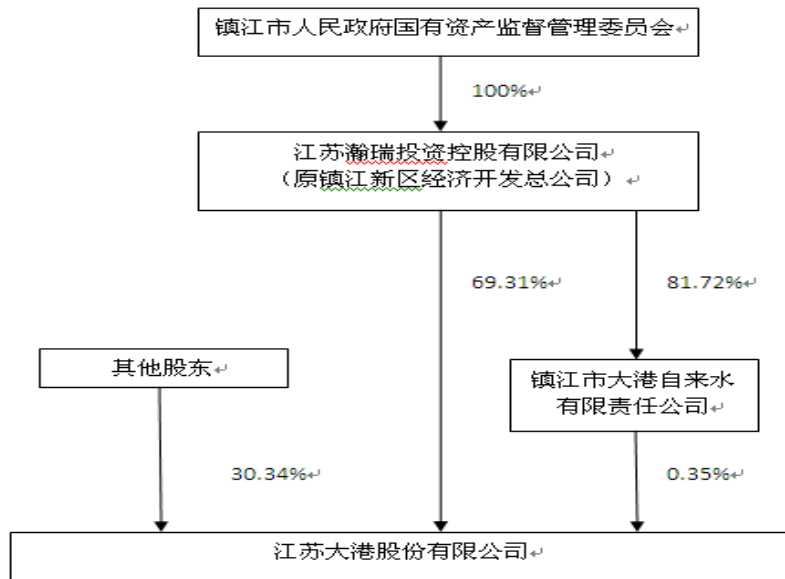 镇江市人民政府国有资产监督管理委员会
100%
江苏瀚瑞投资控股有限公司
（原镇江新区经济开发总公司）
69.31%
81.72%
其他股东
镇江市大港自来水
有限责任公司
30.34%
0.35%
江苏大港股份有限公司